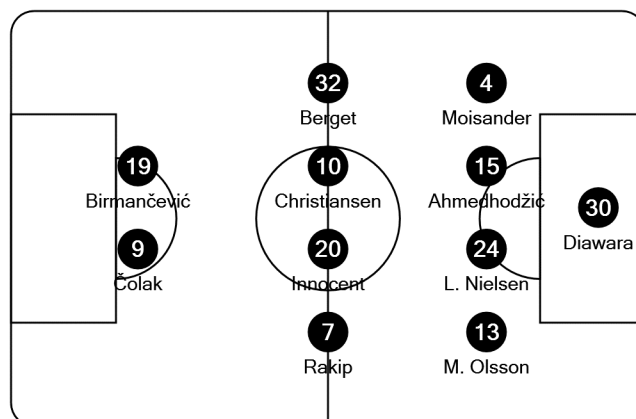 32
Berget
4
Moisander
19
Birmančević
10
Christiansen
15
Ahmedhodžić
30
Diawara
9
Čolak
20
Innocent
24
L. Nielsen
7
Rakip
13
M. Olsson